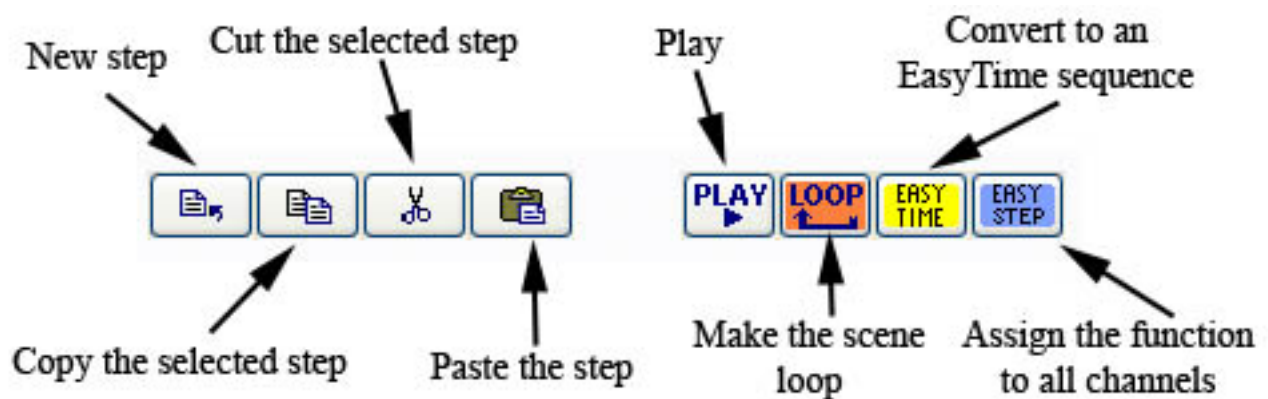 New step
Cut the selected step
Play
Convert to an
EasyTime sequence
PLAY
LOOP
EASY
TIME
EASY
STEP
Copy the selected step
Paste the step
Make the scene
loop
Assign the function
to all channels